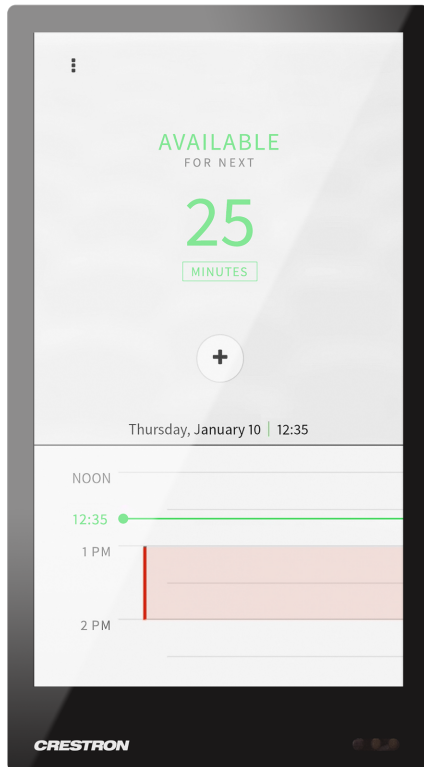 AVAILABLE
FOR NEXT
25
MINUTES
Thursday, January 10 | 12:35
NOON
12:35
1 PM
2 PM
CRESTRON